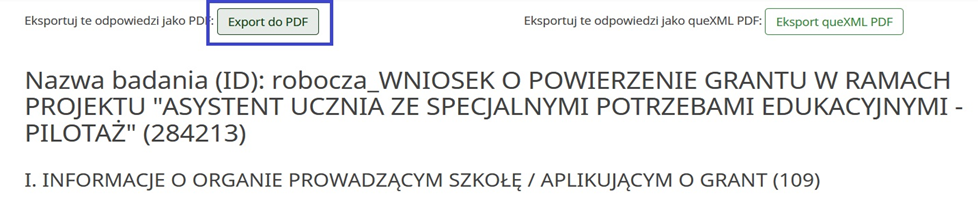 Eksportuj te odpowiedzi jako PDF: Export do PDF Eksportuj te odpowiedzi jako queXML PDF: Eksport queXML PDF
Nazwa badania (ID): robocza_WNIOSEK O POWIERZENIE GRANTU W RAMACH
PROJEKTU "ASYSTENT UCZNIA ZE SPECJALNYMI POTRZEBAMI EDUKACYJNYMI -
PILOTAŻ" (284213)
I. INFORMACJE O ORGANIE PROWADZĄCYM SZKOŁĘ / APLIKUJĄCYM O GRANT (109)